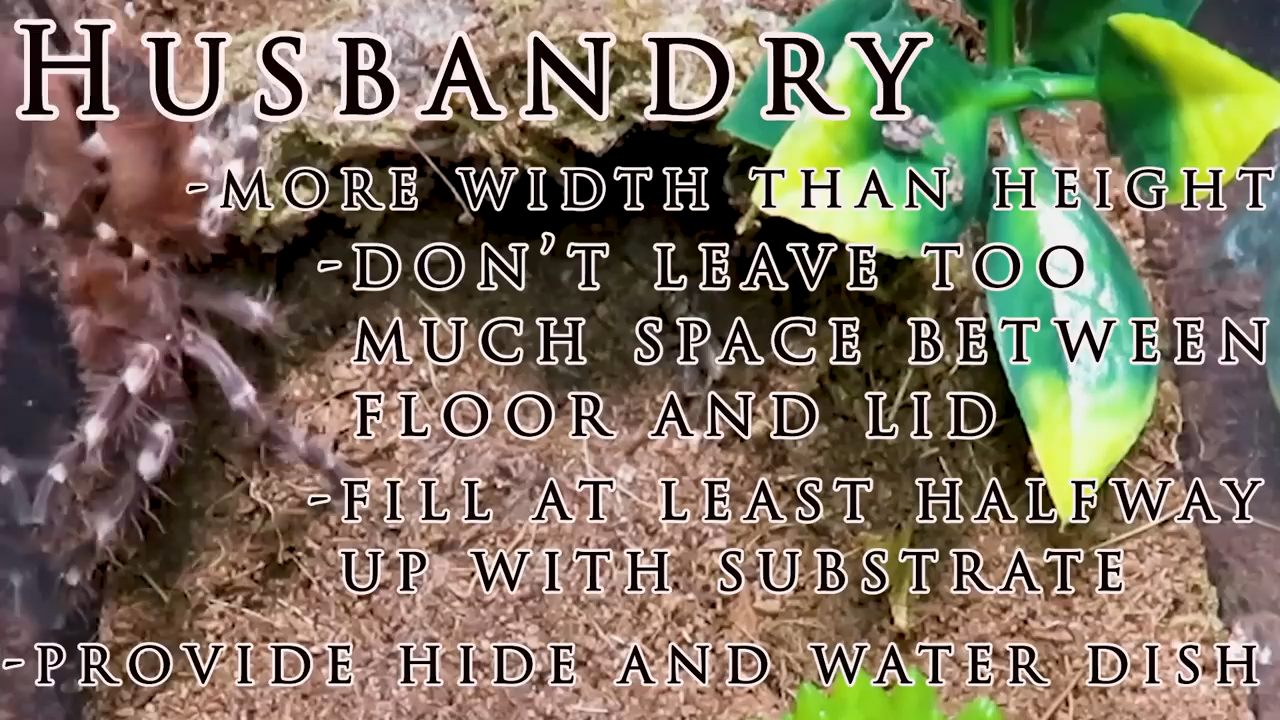 HUSBANDRY
-MORE WIDTH THAN HEIGHT
-DON'T LEAVE TOO
MUCH SPACE BETWEEN
FLOOR AND LID
-FILL AT LEAST HALFWAY
UP WITH SUBSTRATE
-PROVIDE HIDE AND WATER DISH